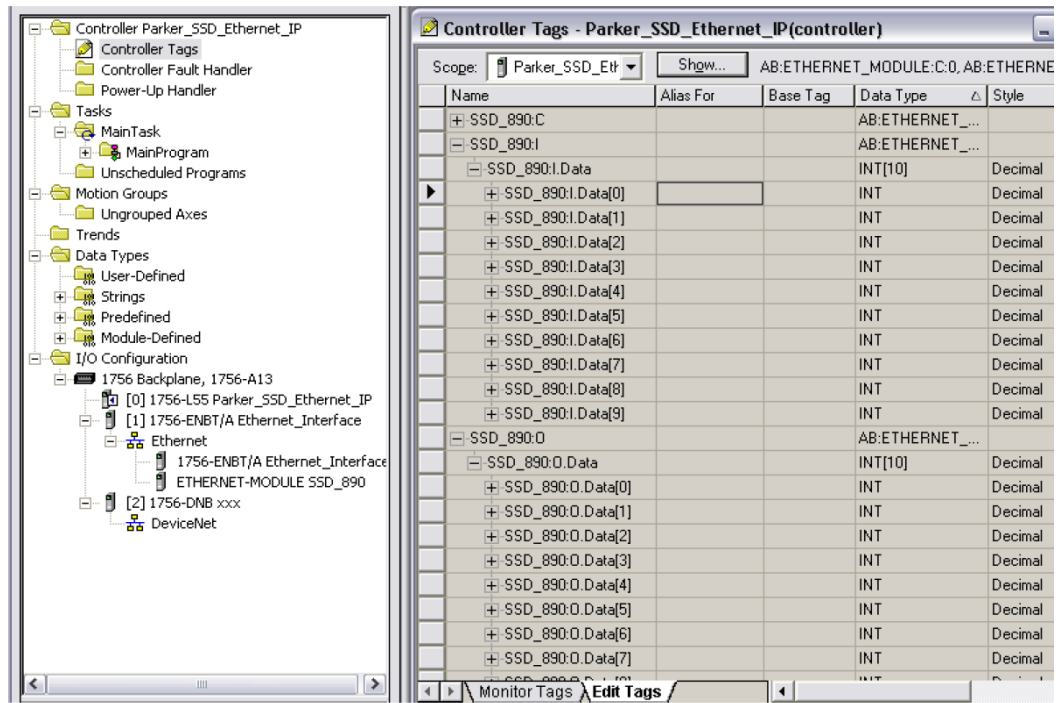 Controller Parker_SSD_Ethernet_IP
Controller Tags
Controller Fault Handler
Power-Up Handler
Tasks
MainTask
MainProgram
Unscheduled Programs
Motion Groups
Ungrouped Axes
Trends
Data Types
User-Defined
Strings
Predefined
Module-Defined
I/O Configuration
1756 Backplane, 1756-A13
[0] 1756-L55 Parker_SSD_Ethernet_IP
[1] 1756-ENBT/A Ethernet_Interface
Ethernet
1756-ENBT/A Ethernet_Interface
ETHERNET-MODULE SSD_890
[2] 1756-DNB xxx
DeviceNet
Controller Tags - Parker_SSD_Ethernet_IP(controller)
Scope: Parker_SSD_Eth Show... AB:ETHERNET_MODULE:C:0, AB:ETHERNE
Name Alias For Base Tag Data Type Style
SSD_890:C AB:ETHERNET_...
SSD_890:I AB:ETHERNET_...
SSD_890:I.Data INT[10] Decimal
SSD_890:I.Data[0] INT Decimal
SSD_890:I.Data[1] INT Decimal
SSD_890:I.Data[2] INT Decimal
SSD_890:I.Data[3] INT Decimal
SSD_890:I.Data[4] INT Decimal
SSD_890:I.Data[5] INT Decimal
SSD_890:I.Data[6] INT Decimal
SSD_890:I.Data[7] INT Decimal
SSD_890:I.Data[8] INT Decimal
SSD_890:I.Data[9] INT Decimal
SSD_890:O AB:ETHERNET_...
SSD_890:O.Data INT[10] Decimal
SSD_890:O.Data[0] INT Decimal
SSD_890:O.Data[1] INT Decimal
SSD_890:O.Data[2] INT Decimal
SSD_890:O.Data[3] INT Decimal
SSD_890:O.Data[4] INT Decimal
SSD_890:O.Data[5] INT Decimal
SSD_890:O.Data[6] INT Decimal
SSD_890:O.Data[7] INT Decimal
Monitor Tags Edit Tags